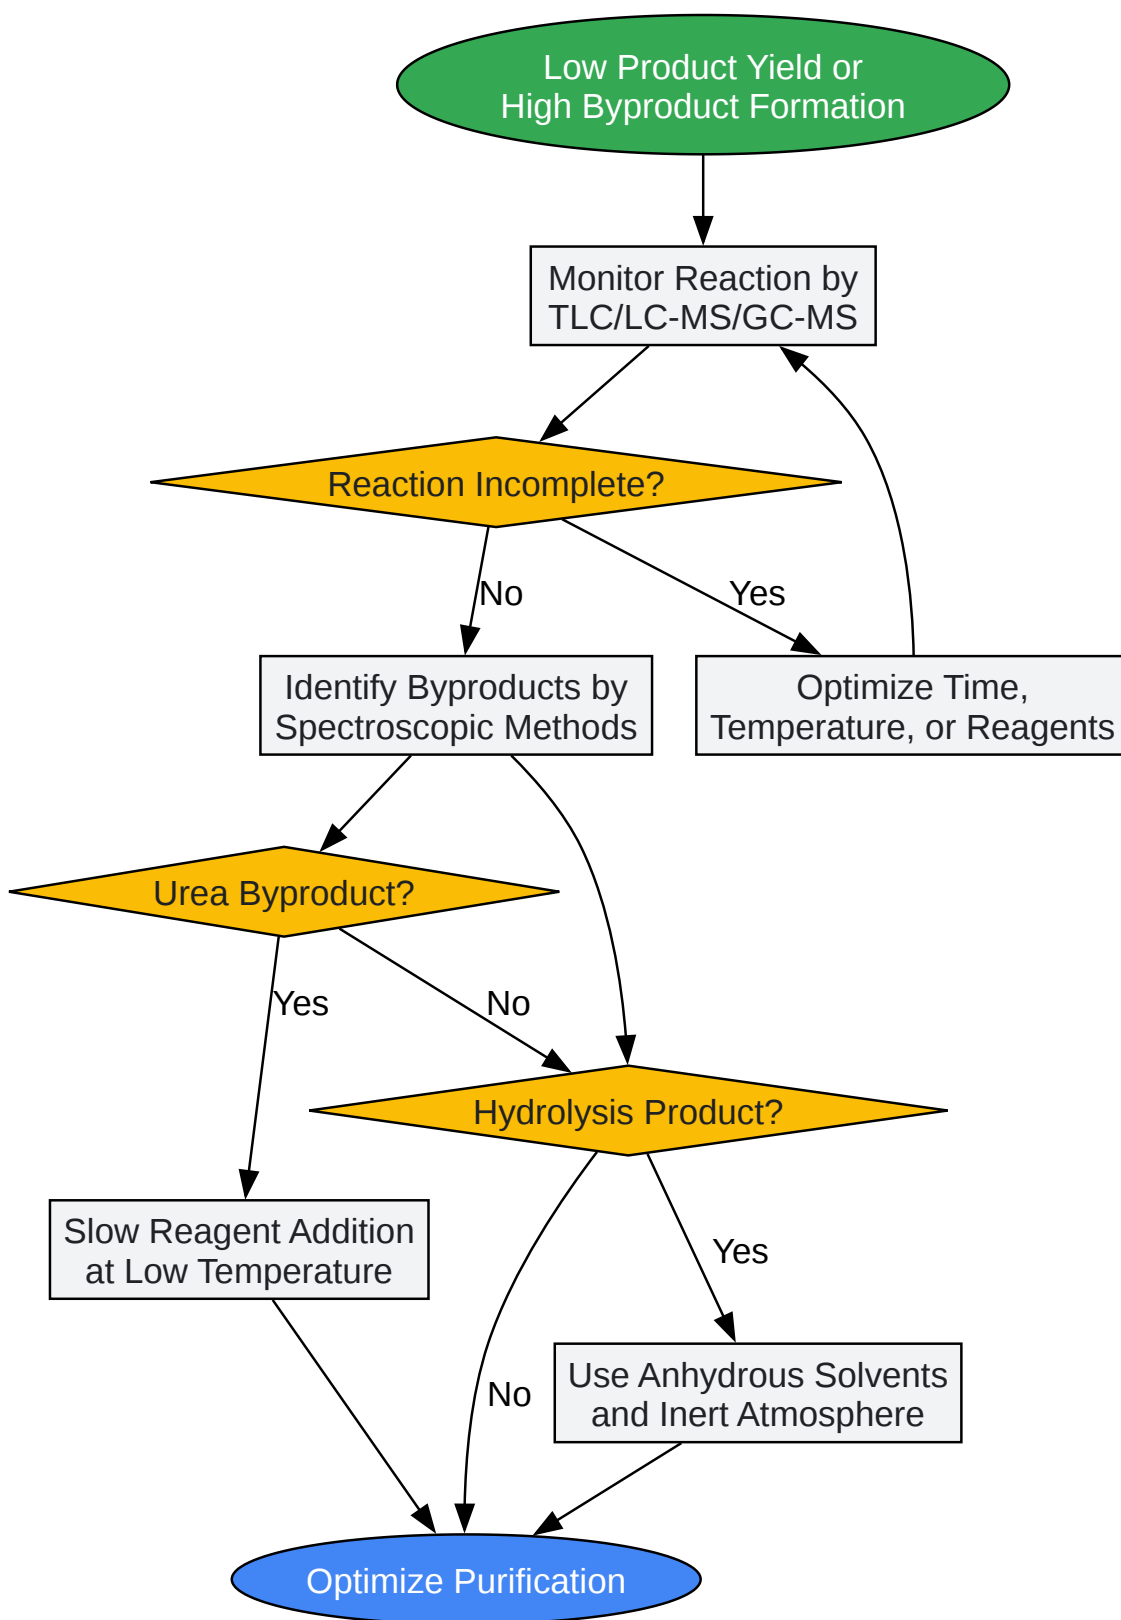 Low Product Yield or
High Byproduct Formation
Monitor Reaction by
TLC/LC-MS/GC-MS
Reaction Incomplete?
No
Yes
Identify Byproducts by
Spectroscopic Methods
Optimize Time,
Temperature, or Reagents
Urea Byproduct?
Yes
No
Hydrolysis Product?
Slow Reagent Addition
at Low Temperature
Yes
No
Use Anhydrous Solvents
and Inert Atmosphere
Optimize Purification